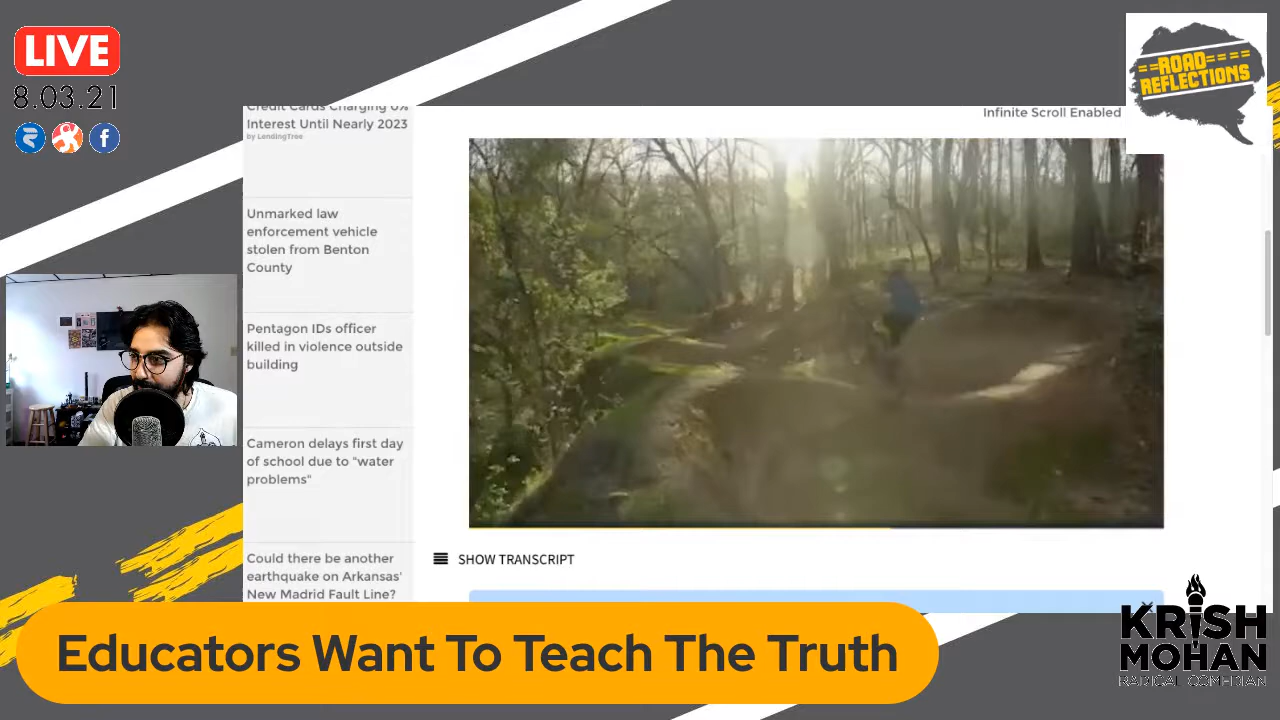 LIVE
8.03.21
==ROAD====
REFLECTIONS
Credit Cards Charging 0%
Interest Until Nearly 2023
by LendingTree
Infinite Scroll Enabled
Unmarked law
enforcement vehicle
stolen from Benton
County
Pentagon IDs officer
killed in violence outside
building
Cameron delays first day
of school due to "water
problems"
Could there be another
earthquake on Arkansas'
New Madrid Fault Line?
SHOW TRANSCRIPT
Educators Want To Teach The Truth
KRISH
MOHAN
RADICAL COMEDIAN